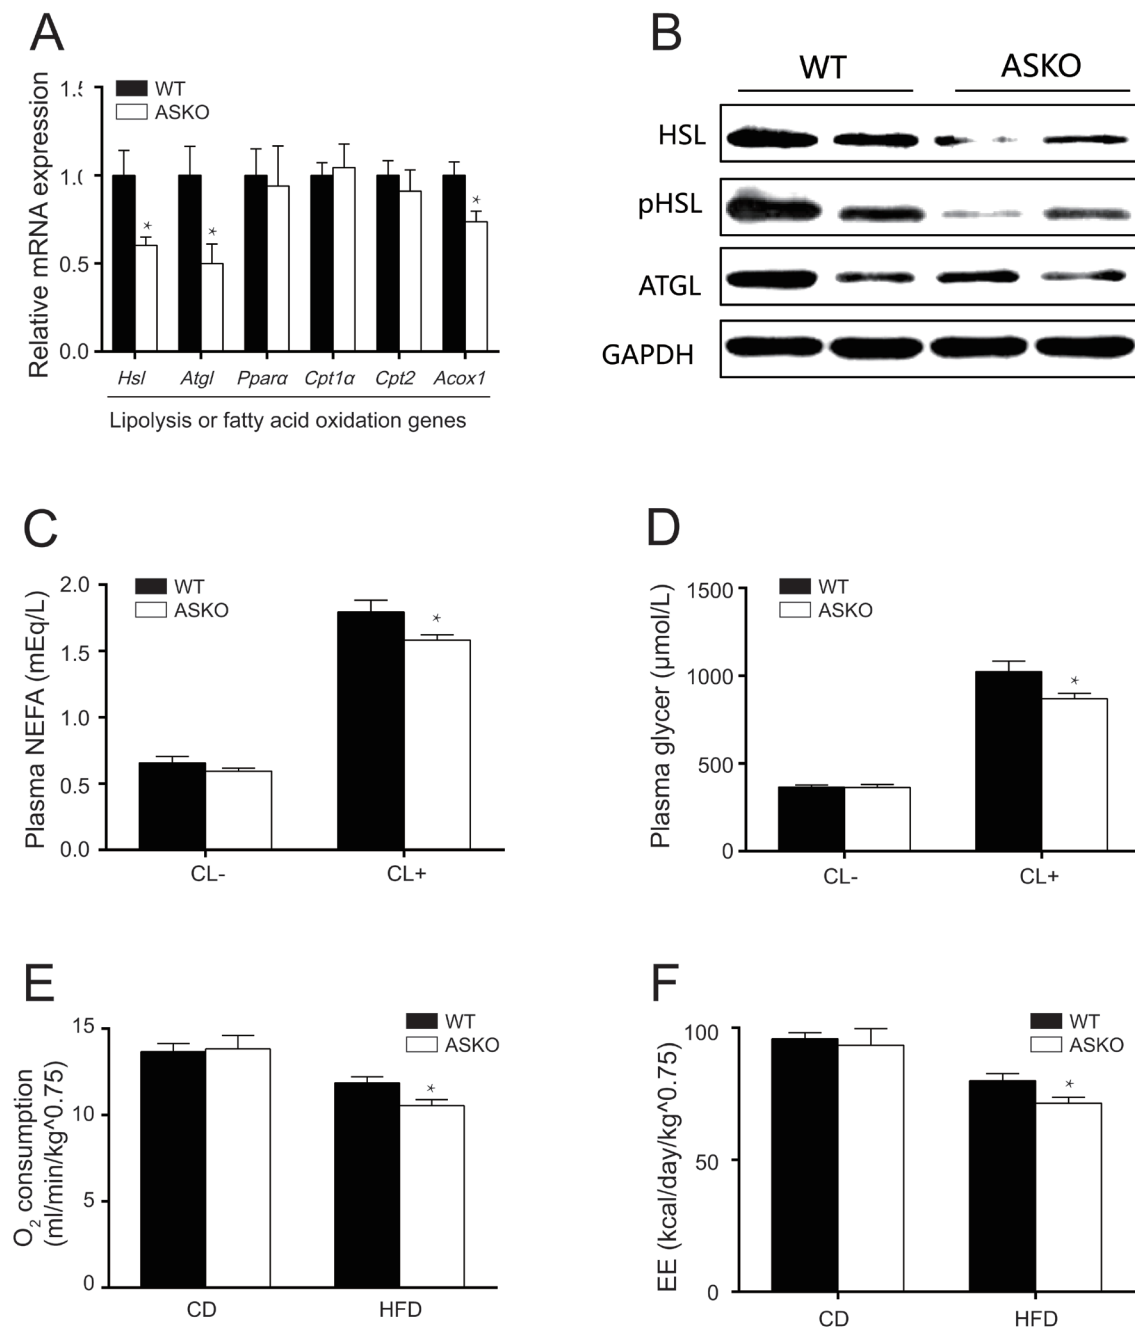 A
1.5
WT
ASKO
1.0
0.5
0.0
Relative mRNA expression
*
*
*
Hsl Atgl Pparα Cpt1α Cpt2 Acox1
Lipolysis or fatty acid oxidation genes
B
WT ASKO
HSL
pHSL
ATGL
GAPDH
C
WT
ASKO
2.0
1.5
1.0
0.5
0.0
Plasma NEFA (mEq/L)
*
CL- CL+
D
WT
ASKO
1500
1000
500
0
Plasma glycer (μmol/L)
*
CL- CL+
E
WT
ASKO
15
10
5
0
O2 consumption
(ml/min/kg^0.75)
*
CD HFD
F
WT
ASKO
100
50
0
EE (kcal/day/kg^0.75)
*
CD HFD